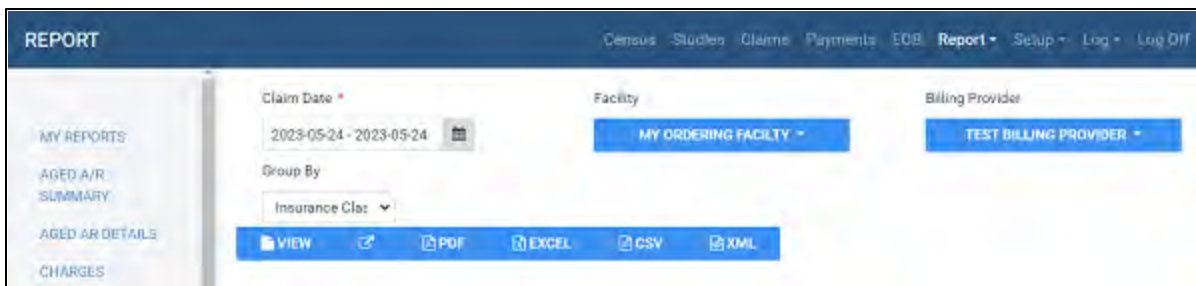 REPORT
Census Studies Claims Payments EOB Report Setup Log Log Off
Claim Date *
Facility
Billing Provider
2023-05-24 - 2023-05-24
MY ORDERING FACILTY
TEST BILLING PROVIDER
Group By
Insurance Clas
VIEW PDF EXCEL CSV XML
MY REPORTS
AGED A/R
SUMMARY
AGED AR DETAILS
CHARGES